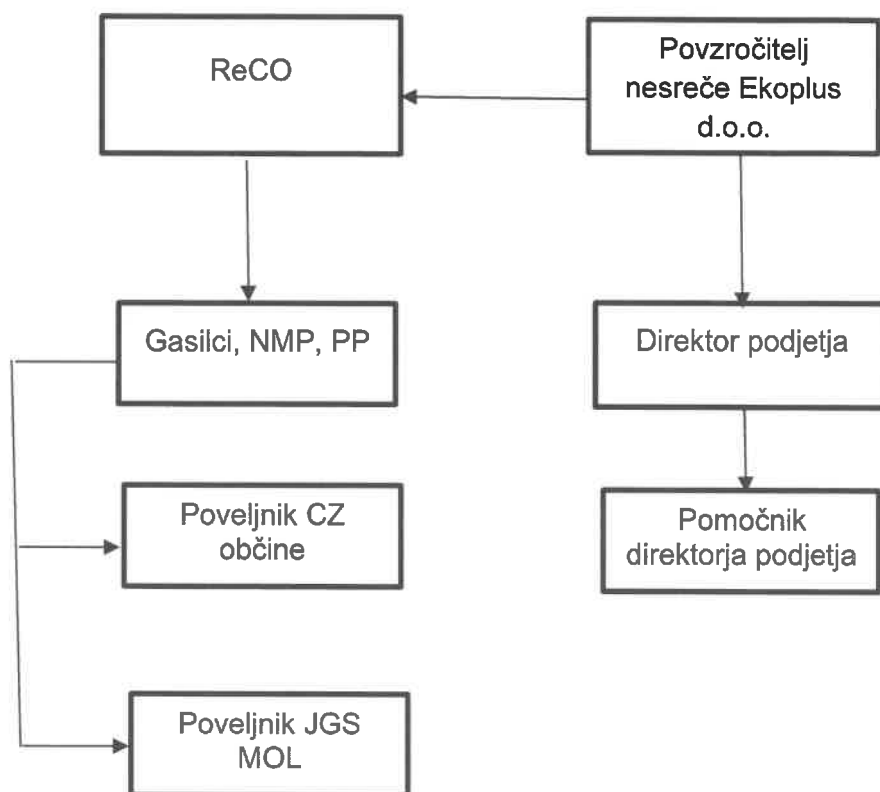 ReCO
Povzročitelj
nesreče Ekoplus
d.o.o.
Gasilci, NMP, PP
Direktor podjetja
Poveljnik CZ
občine
Pomočnik
direktorja podjetja
Poveljnik JGS
MOL